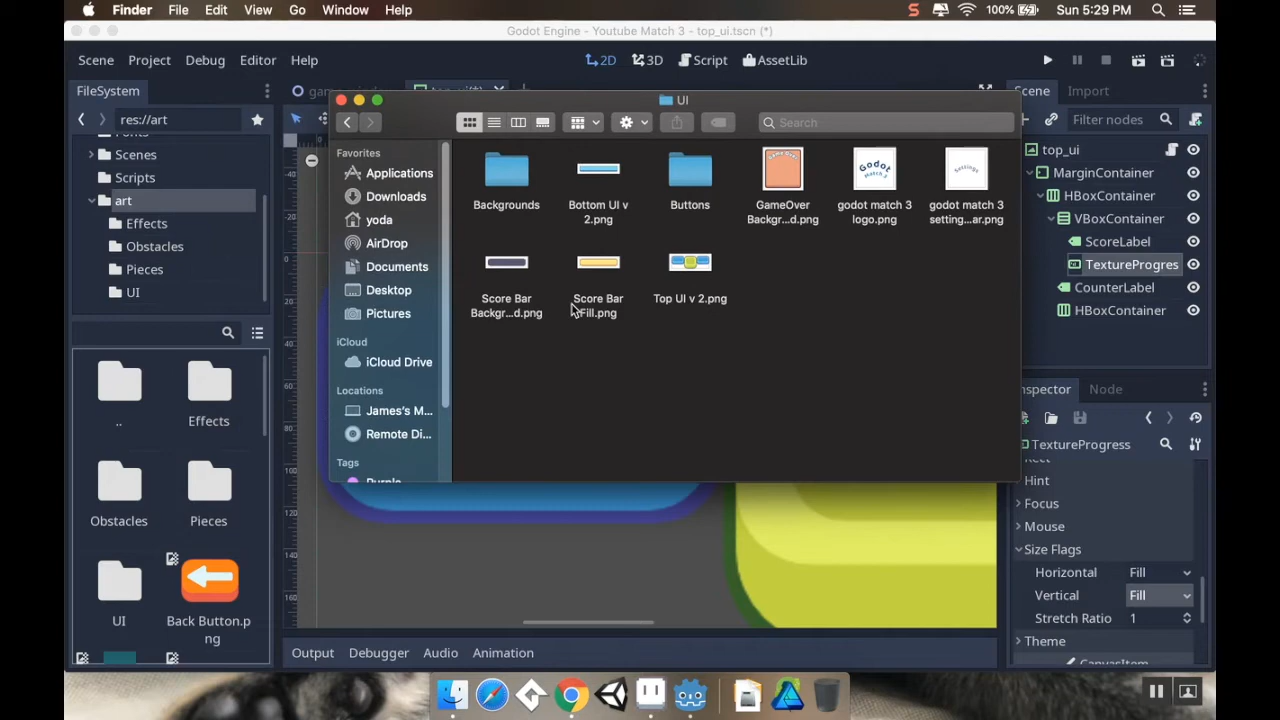 Finder File Edit View Go Window Help
100% Sun 5:29 PM
Godot Engine - Youtube Match 3 - top_ui.tscn (*)
Scene Project Debug Editor Help
2D 3D Script AssetLib
FileSystem
res://art
Scenes
Scripts
art
Effects
Obstacles
Pieces
UI
..
Effects
Obstacles
Pieces
UI
Back Button.p
ng
UI
Search
Favorites
Applications
Downloads
yoda
AirDrop
Documents
Desktop
Pictures
iCloud
iCloud Drive
Locations
James's M...
Remote Di...
Tags
Purple
Backgrounds
Bottom UI v
2.png
Buttons
GameOver
Backgr...d.png
godot match 3
logo.png
godot match 3
setting...ar.png
Score Bar
Backgr...d.png
Score Bar
Fill.png
Top UI v 2.png
Scene Import
Filter nodes
top_ui
MarginContainer
HBoxContainer
VBoxContainer
ScoreLabel
TextureProgres
CounterLabel
HBoxContainer
Inspector Node
TextureProgress
Hint
Focus
Mouse
Size Flags
Horizontal Fill
Vertical Fill
Stretch Ratio 1
Theme
CanvasItem
Output Debugger Audio Animation